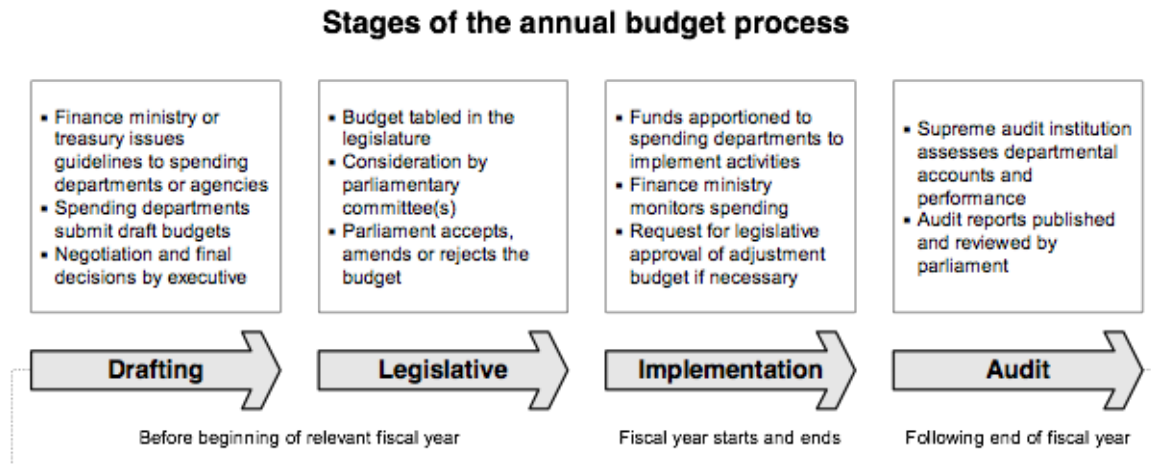 Stages of the annual budget process
▪ Finance ministry or
treasury issues
guidelines to spending
departments or agencies
▪ Spending departments
submit draft budgets
▪ Negotiation and final
decisions by executive
▪ Budget tabled in the
legislature
▪ Consideration by
parliamentary
committee(s)
▪ Parliament accepts,
amends or rejects the
budget
▪ Funds apportioned to
spending departments to
implement activities
▪ Finance ministry
monitors spending
▪ Request for legislative
approval of adjustment
budget if necessary
▪ Supreme audit institution
assesses departmental
accounts and
performance
▪ Audit reports published
and reviewed by
parliament
Drafting
Legislative
Implementation
Audit
Before beginning of relevant fiscal year
Fiscal year starts and ends
Following end of fiscal year